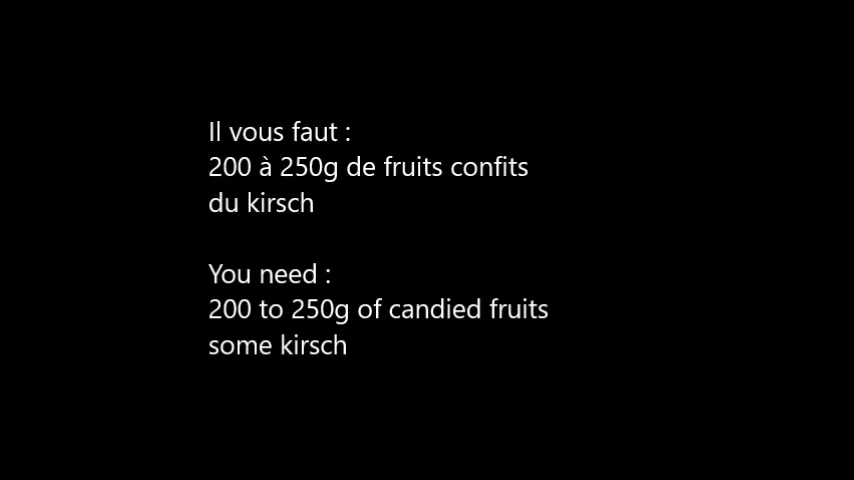 Il vous faut :
200 à 250g de fruits confits
du kirsch
You need :
200 to 250g of candied fruits
some kirsch